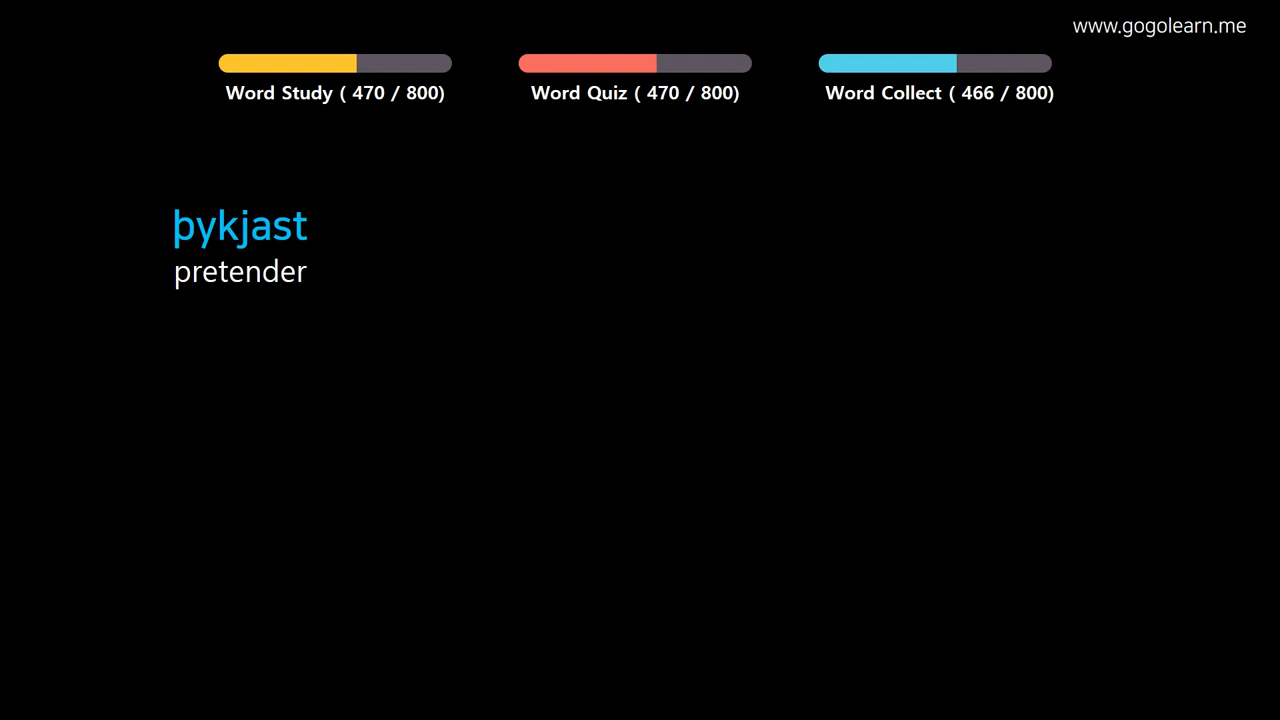 www.gogolearn.me
Word Study ( 470 / 800)
Word Quiz ( 470 / 800)
Word Collect ( 466 / 800)
þykjast
pretender